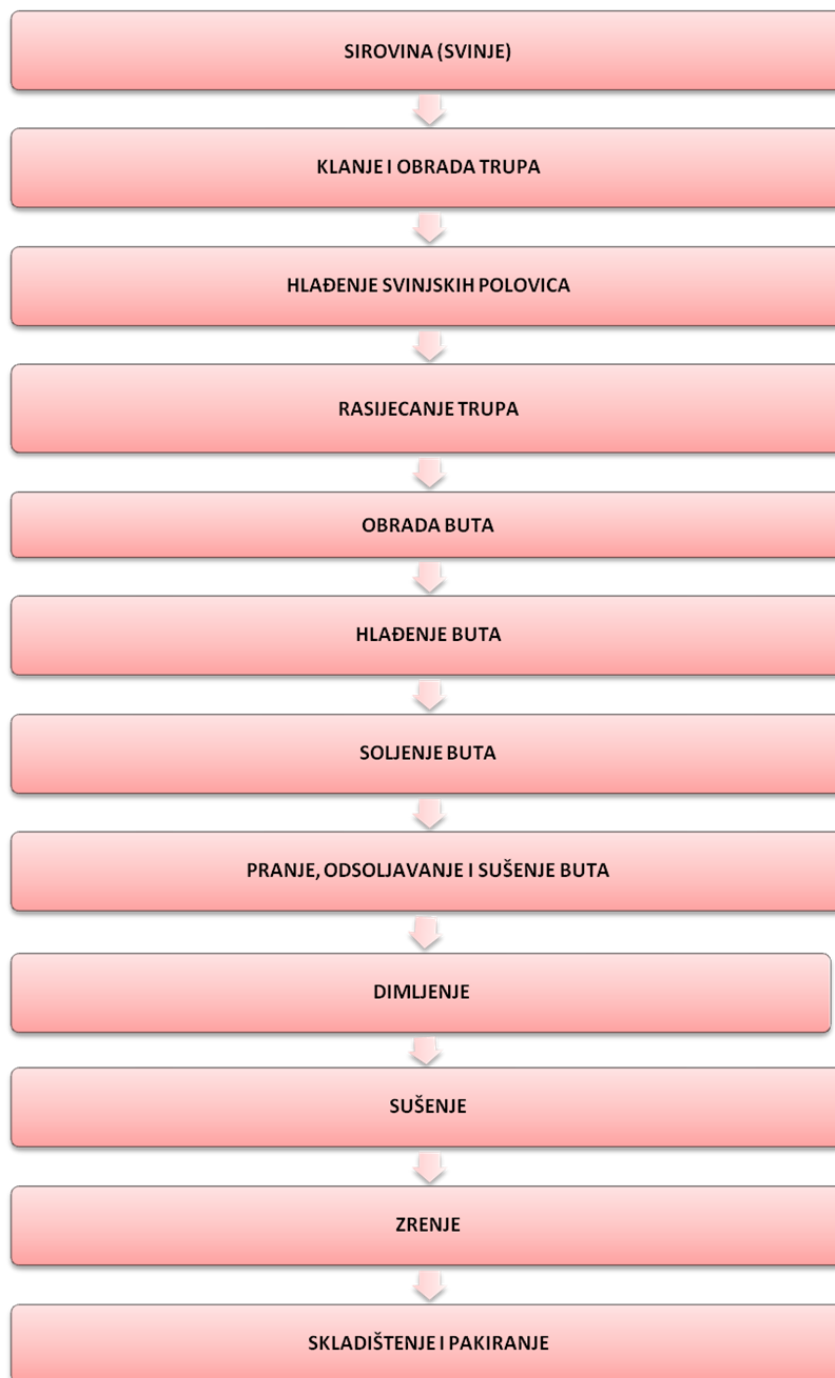 SIROVINA (SVINJE)
KLANJE I OBRADA TRUPA
HLAĐENJE SVINJSKIH POLOVICA
RASIJECANJE TRUPA
OBRADA BUTA
HLAĐENJE BUTA
SOLJENJE BUTA
PRANJE, ODSOLJAVANJE I SUŠENJE BUTA
DIMLJENJE
SUŠENJE
ZRENJE
SKLADIŠTENJE I PAKIRANJE